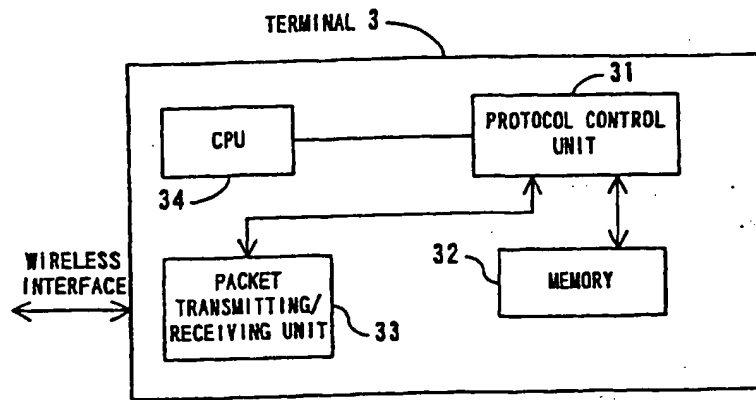 TERMINAL 3
31
CPU
PROTOCOL CONTROL
UNIT
34
WIRELESS
INTERFACE
PACKET
TRANSMITTING/
RECEIVING UNIT
33
32
MEMORY